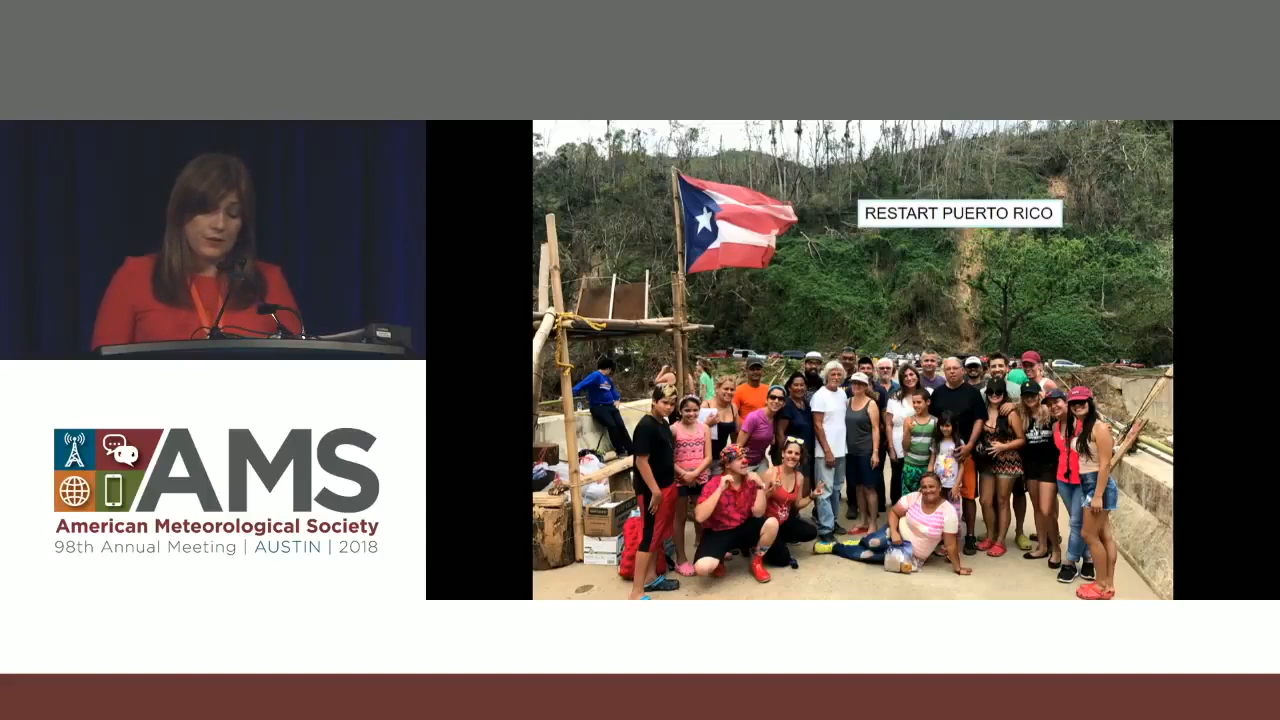 RESTART PUERTO RICO
AMS
American Meteorological Society
98th Annual Meeting | AUSTIN | 2018